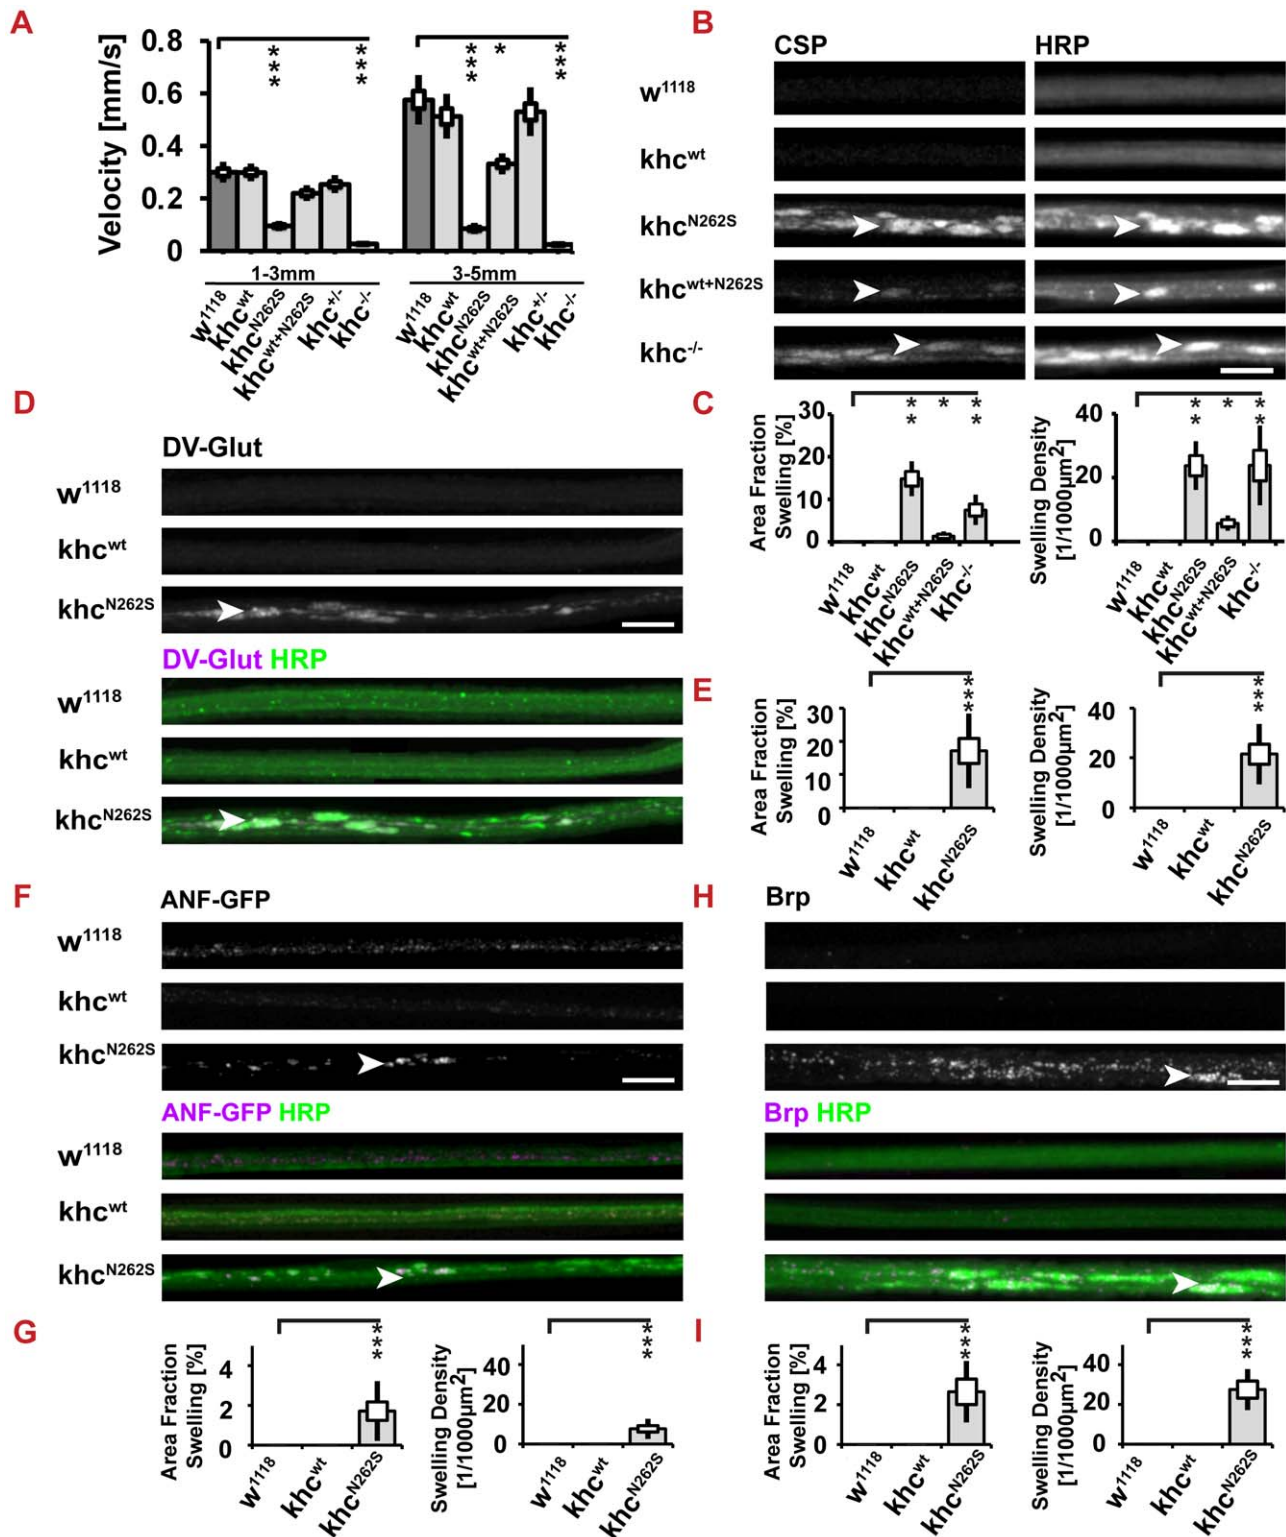 A
Velocity [mm/s]
0.8
0.6
0.4
0.2
0
***
***
***
*
***
1-3mm
3-5mm
w1118
khcwt
khcN262S
khcwt+N262S
khc+/-
khc-/-
w1118
khcwt
khcN262S
khcwt+N262S
khc+/-
khc-/-
B
CSP
HRP
w1118
khcwt
khcN262S
khcwt+N262S
khc-/-
C
Area Fraction
Swelling [%]
30
20
10
0
**
*
**
w1118
khcwt
khcN262S
khcwt+N262S
khc-/-
Swelling Density
[1/1000µm2]
40
20
0
**
*
**
w1118
khcwt
khcN262S
khcwt+N262S
khc-/-
D
DV-Glut
w1118
khcwt
khcN262S
DV-Glut HRP
w1118
khcwt
khcN262S
E
Area Fraction
Swelling [%]
30
20
10
0
***
w1118
khcwt
khcN262S
Swelling Density
[1/1000µm2]
40
20
0
***
w1118
khcwt
khcN262S
F
ANF-GFP
w1118
khcwt
khcN262S
ANF-GFP HRP
w1118
khcwt
khcN262S
H
Brp
Brp HRP
G
Area Fraction
Swelling [%]
4
2
0
***
w1118
khcwt
khcN262S
Swelling Density
[1/1000µm2]
40
20
0
***
w1118
khcwt
khcN262S
I
Area Fraction
Swelling [%]
4
2
0
***
w1118
khcwt
khcN262S
Swelling Density
[1/1000µm2]
40
20
0
***
w1118
khcwt
khcN262S